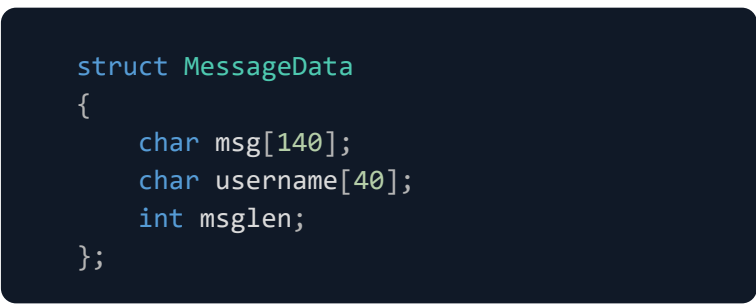 struct MessageData
{
    char msg[140];
    char username[40];
    int msglen;
};